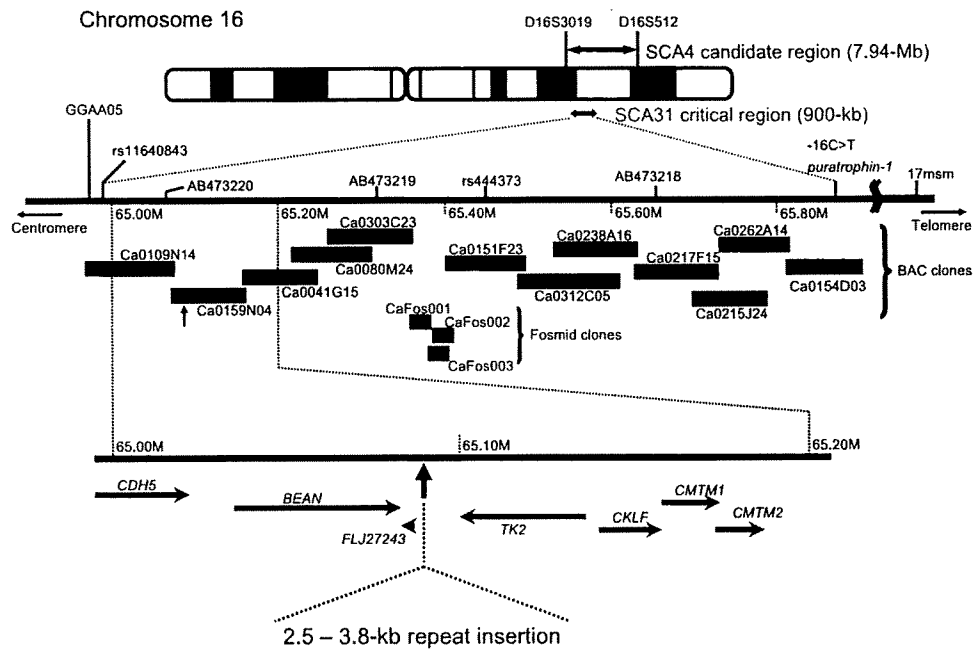 Chromosome 16
D16S3019
D16S512
SCA4 candidate region (7.94-Mb)
SCA31 critical region (900-kb)
GGAA05
rs11640843
AB473220
AB473219
rs444373
AB473218
-16C>T
puratrophin-1
17msm
Centromere
65.00M
65.20M
65.40M
65.60M
65.80M
Telomere
Ca0303C23
Ca0238A16
Ca0262A14
Ca0109N14
Ca0151F23
Ca0080M24
Ca0217F15
Ca0154D03
BAC clones
Ca0041G15
Ca0312C05
Ca0159N04
Ca0215J24
CaFos001
CaFos002
Fosmid clones
CaFos003
65.00M
65.10M
65.20M
CDH5
BEAN
CMTM1
FLJ27243
TK2
CKLF
CMTM2
2.5 – 3.8-kb repeat insertion